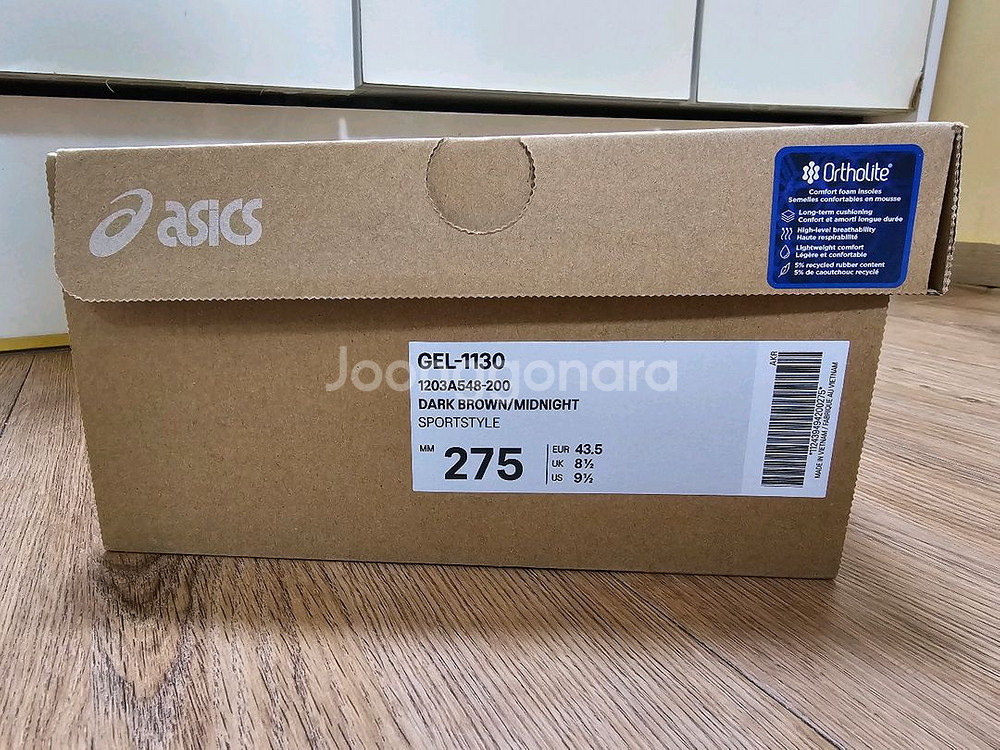 asics
Ortholite®
Comfort foam insoles
Semelles confortables en mousse
Long-term cushioning
Confort et amorti longue durée
High-level breathability
Haute respirabilité
Lightweight comfort
Légère et confortable
5% recycled rubber content
5% de caoutchouc recyclé
Joonggonara
GEL-1130
1203A548-200
DARK BROWN/MIDNIGHT
SPORTSTYLE
MM 275
EUR 43.5
UK 8½
US 9½
AKR
*112439494200275*
MADE IN VIETNAM / FABRIQUÉ AU VIETNAM